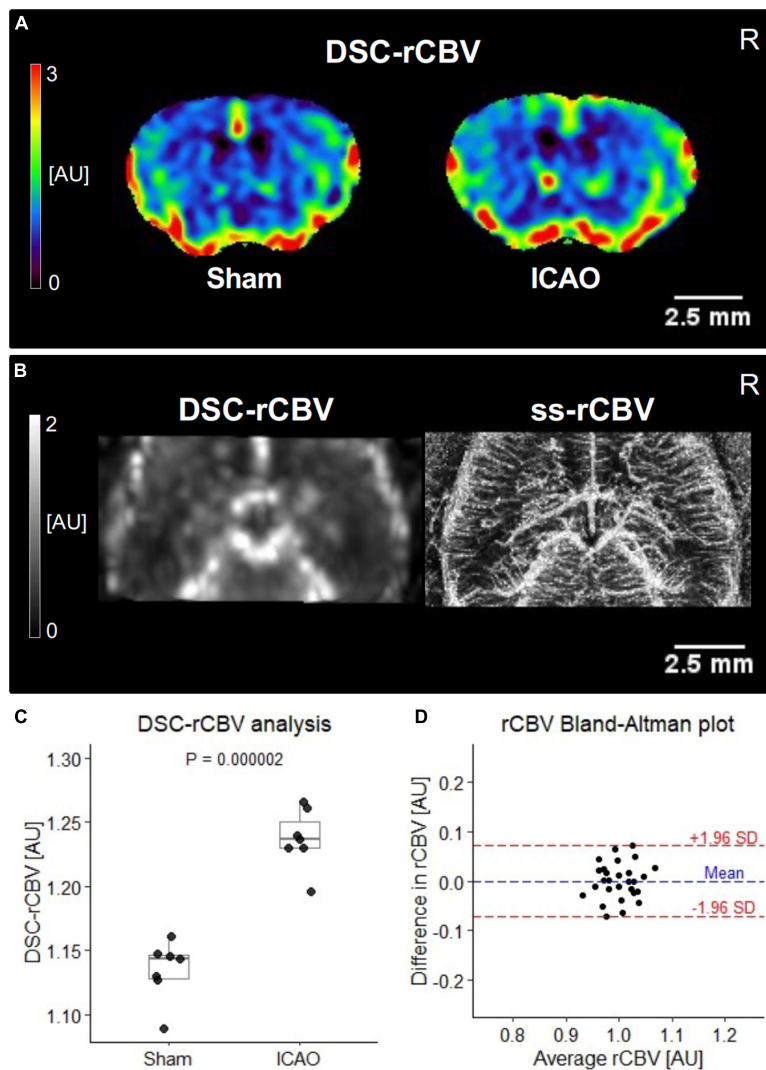 A
DSC-rCBV
R
3
[AU]
0
Sham
ICAO
2.5 mm
B
R
DSC-rCBV
ss-rCBV
2
[AU]
0
2.5 mm
C
DSC-rCBV analysis
P = 0.000002
DSC-rCBV [AU]
1.30
1.25
1.20
1.15
1.10
Sham
ICAO
D
rCBV Bland-Altman plot
Difference in rCBV [AU]
0.2
0.1
0.0
-0.1
-0.2
+1.96 SD
Mean
-1.96 SD
0.8 0.9 1.0 1.1 1.2
Average rCBV [AU]